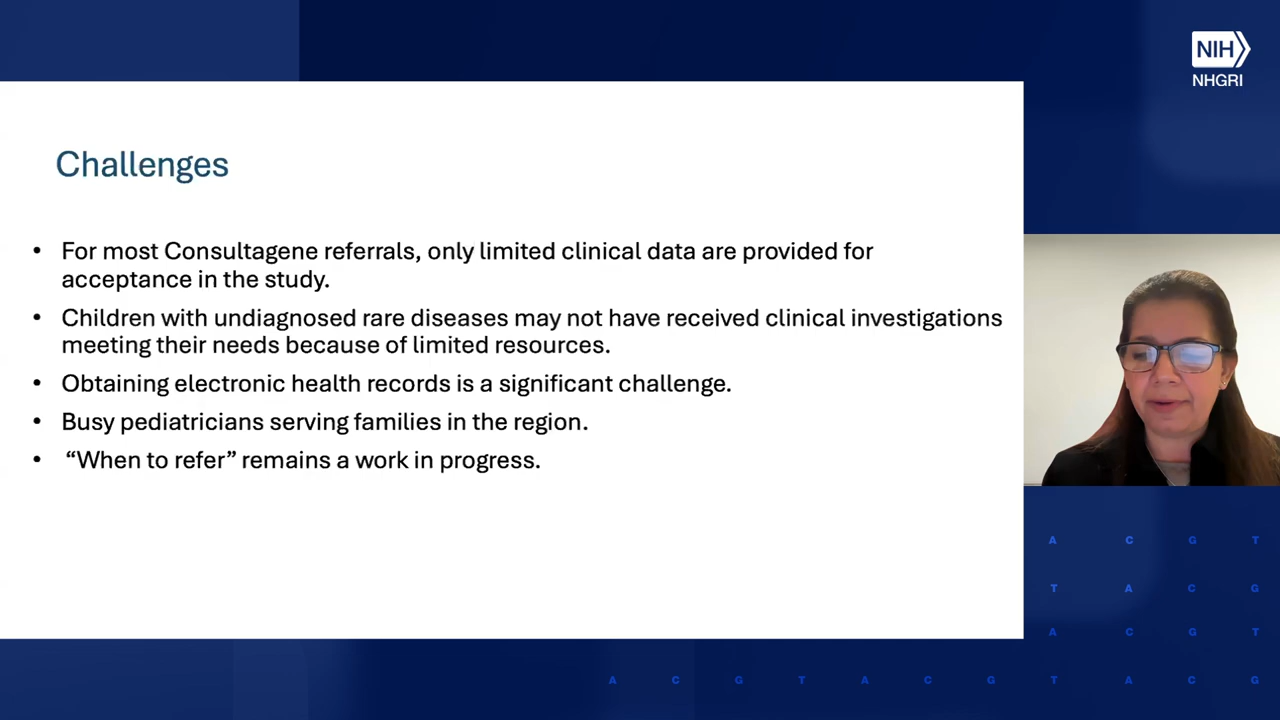 NIH
NHGRI
Challenges
• For most Consultagene referrals, only limited clinical data are provided for
acceptance in the study.
• Children with undiagnosed rare diseases may not have received clinical investigations
meeting their needs because of limited resources.
• Obtaining electronic health records is a significant challenge.
• Busy pediatricians serving families in the region.
• “When to refer” remains a work in progress.
A C G T
T A C G
A C G T
A C G T A C G T A C G